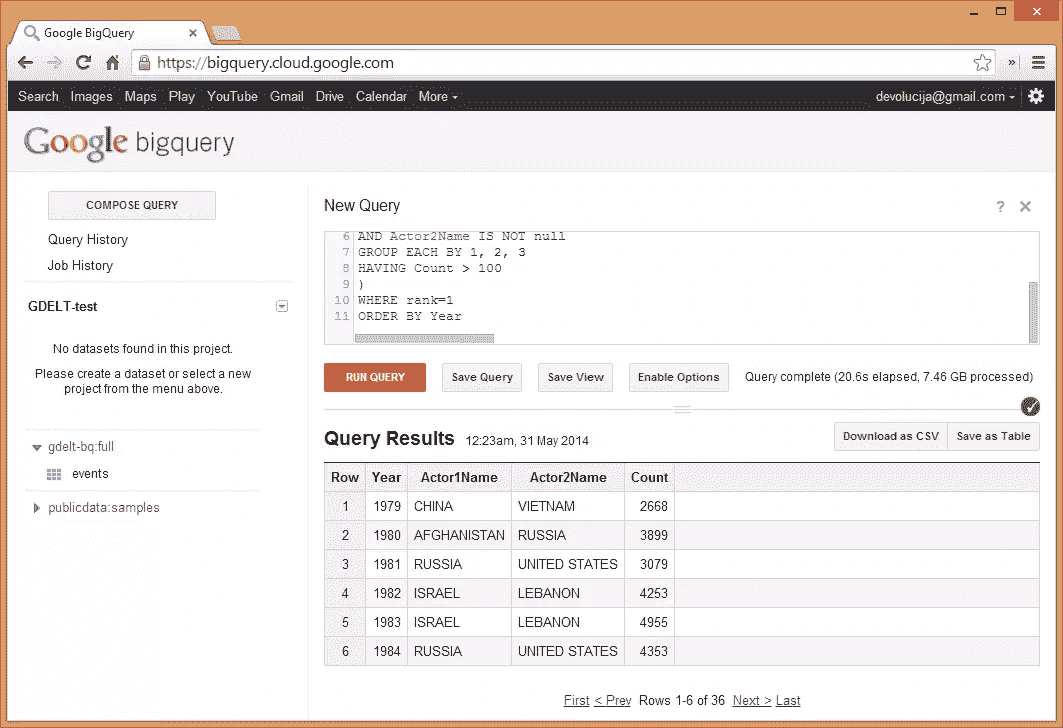 Google BigQuery
https://bigquery.cloud.google.com
Search Images Maps Play YouTube Gmail Drive Calendar More devolucija@gmail.com
Google bigquery
COMPOSE QUERY
Query History
Job History
GDELT-test
No datasets found in this project.
Please create a dataset or select a new
project from the menu above.
gdelt-bq:full
events
publicdata:samples
New Query
?
6 AND Actor2Name IS NOT null
7 GROUP EACH BY 1, 2, 3
8 HAVING Count > 100
9 )
10 WHERE rank=1
11 ORDER BY Year
RUN QUERY Save Query Save View Enable Options Query complete (20.6s elapsed, 7.46 GB processed)
Query Results 12:23am, 31 May 2014 Download as CSV Save as Table
Row Year Actor1Name Actor2Name Count
1 1979 CHINA VIETNAM 2668
2 1980 AFGHANISTAN RUSSIA 3899
3 1981 RUSSIA UNITED STATES 3079
4 1982 ISRAEL LEBANON 4253
5 1983 ISRAEL LEBANON 4955
6 1984 RUSSIA UNITED STATES 4353
First < Prev Rows 1-6 of 36 Next > Last